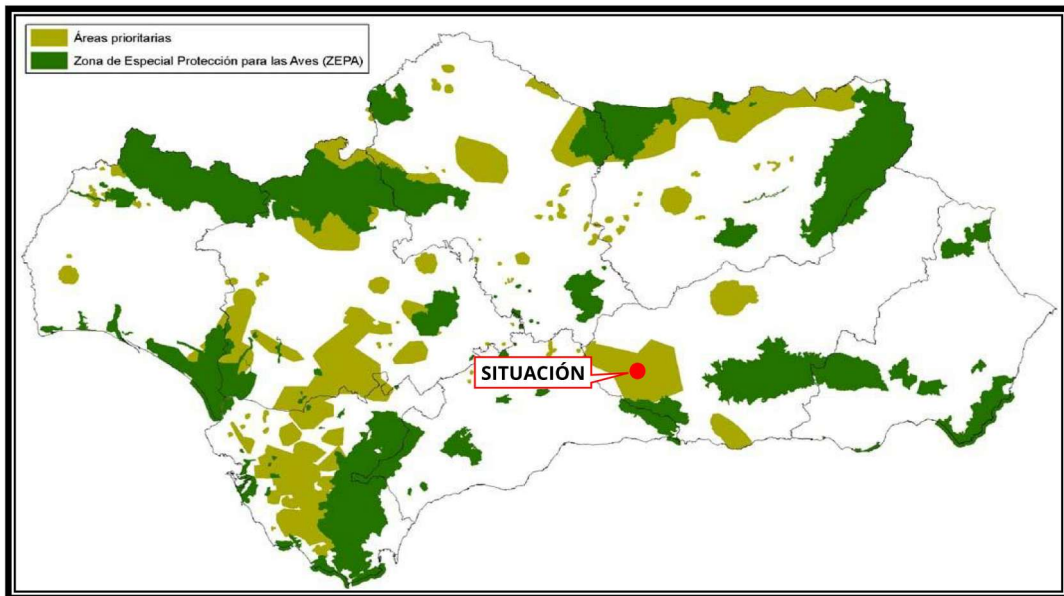 Áreas prioritarias
Zona de Especial Protección para las Aves (ZEPA)
SITUACIÓN